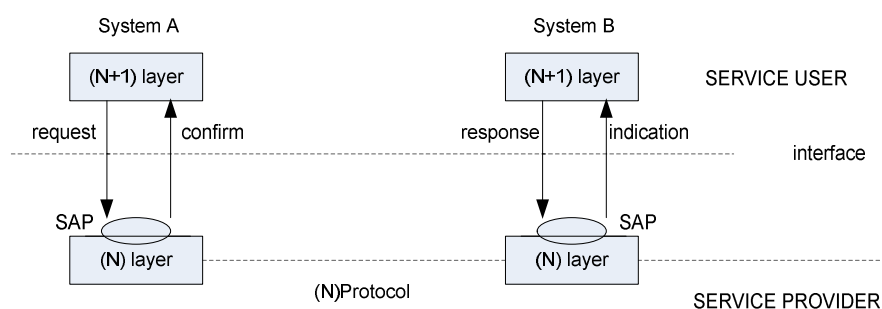 System A
System B
(N+1) layer
(N+1) layer
SERVICE USER
request
confirm
response
indication
interface
SAP
SAP
(N) layer
(N) layer
(N)Protocol
SERVICE PROVIDER